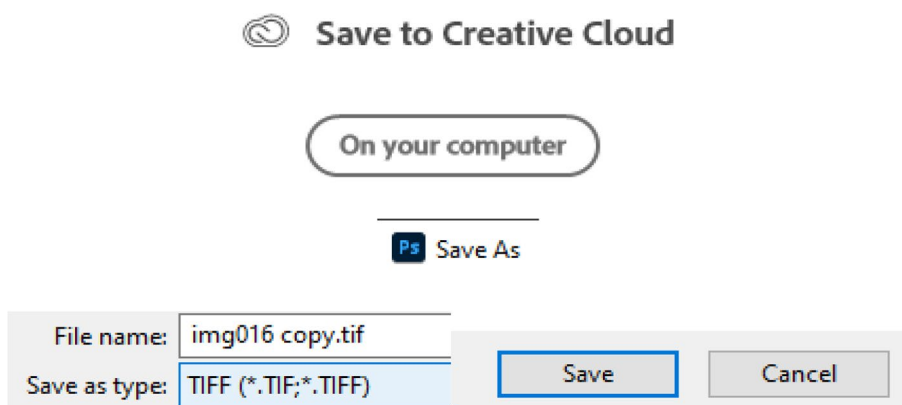 Save to Creative Cloud
On your computer
Ps Save As
File name: img016 copy.tif
Save as type: TIFF (*.TIF;*.TIFF)
Save Cancel